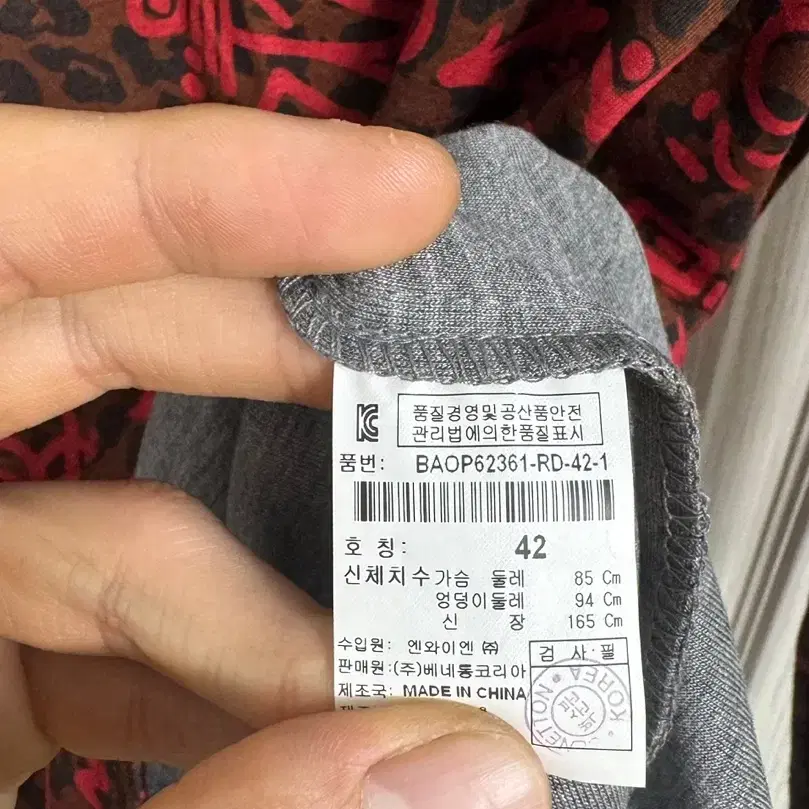 KC
품질경영및공산품안전
관리법에의한품질표시
품번: BAOP62361-RD-42-1
호 칭: 42
신체치수 가슴 둘레 85 Cm
엉덩이둘레 94 Cm
신 장 165 Cm
수입원: 엔와이엔 ㈜
판매원: (주)베네통코리아
제조국: MADE IN CHINA
검 사: 필
KOREA